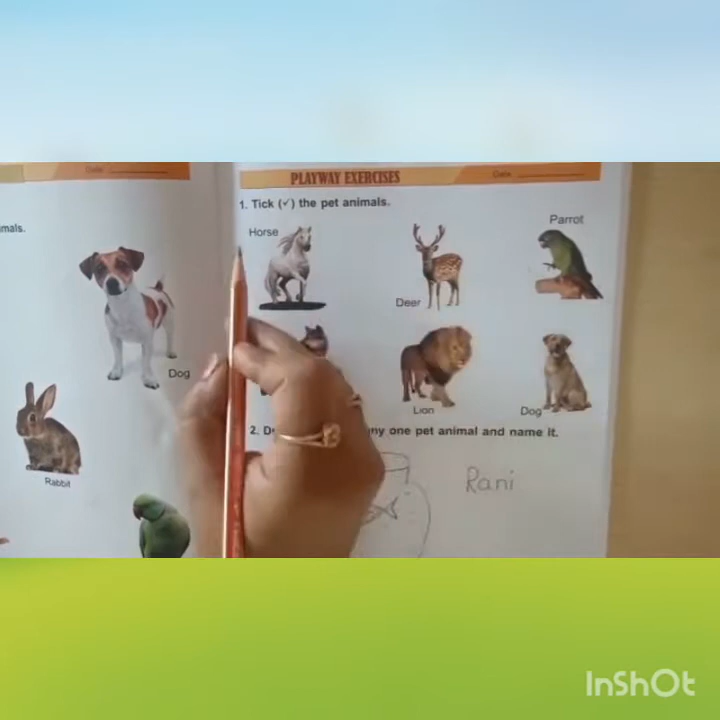 Date
mals.
Dog
Rabbit
PLAYWAY EXERCISES
Date
1. Tick (✓) the pet animals.
Horse
Parrot
Deer
Lion
Dog
2. D ny one pet animal and name it.
Rani
InShOt